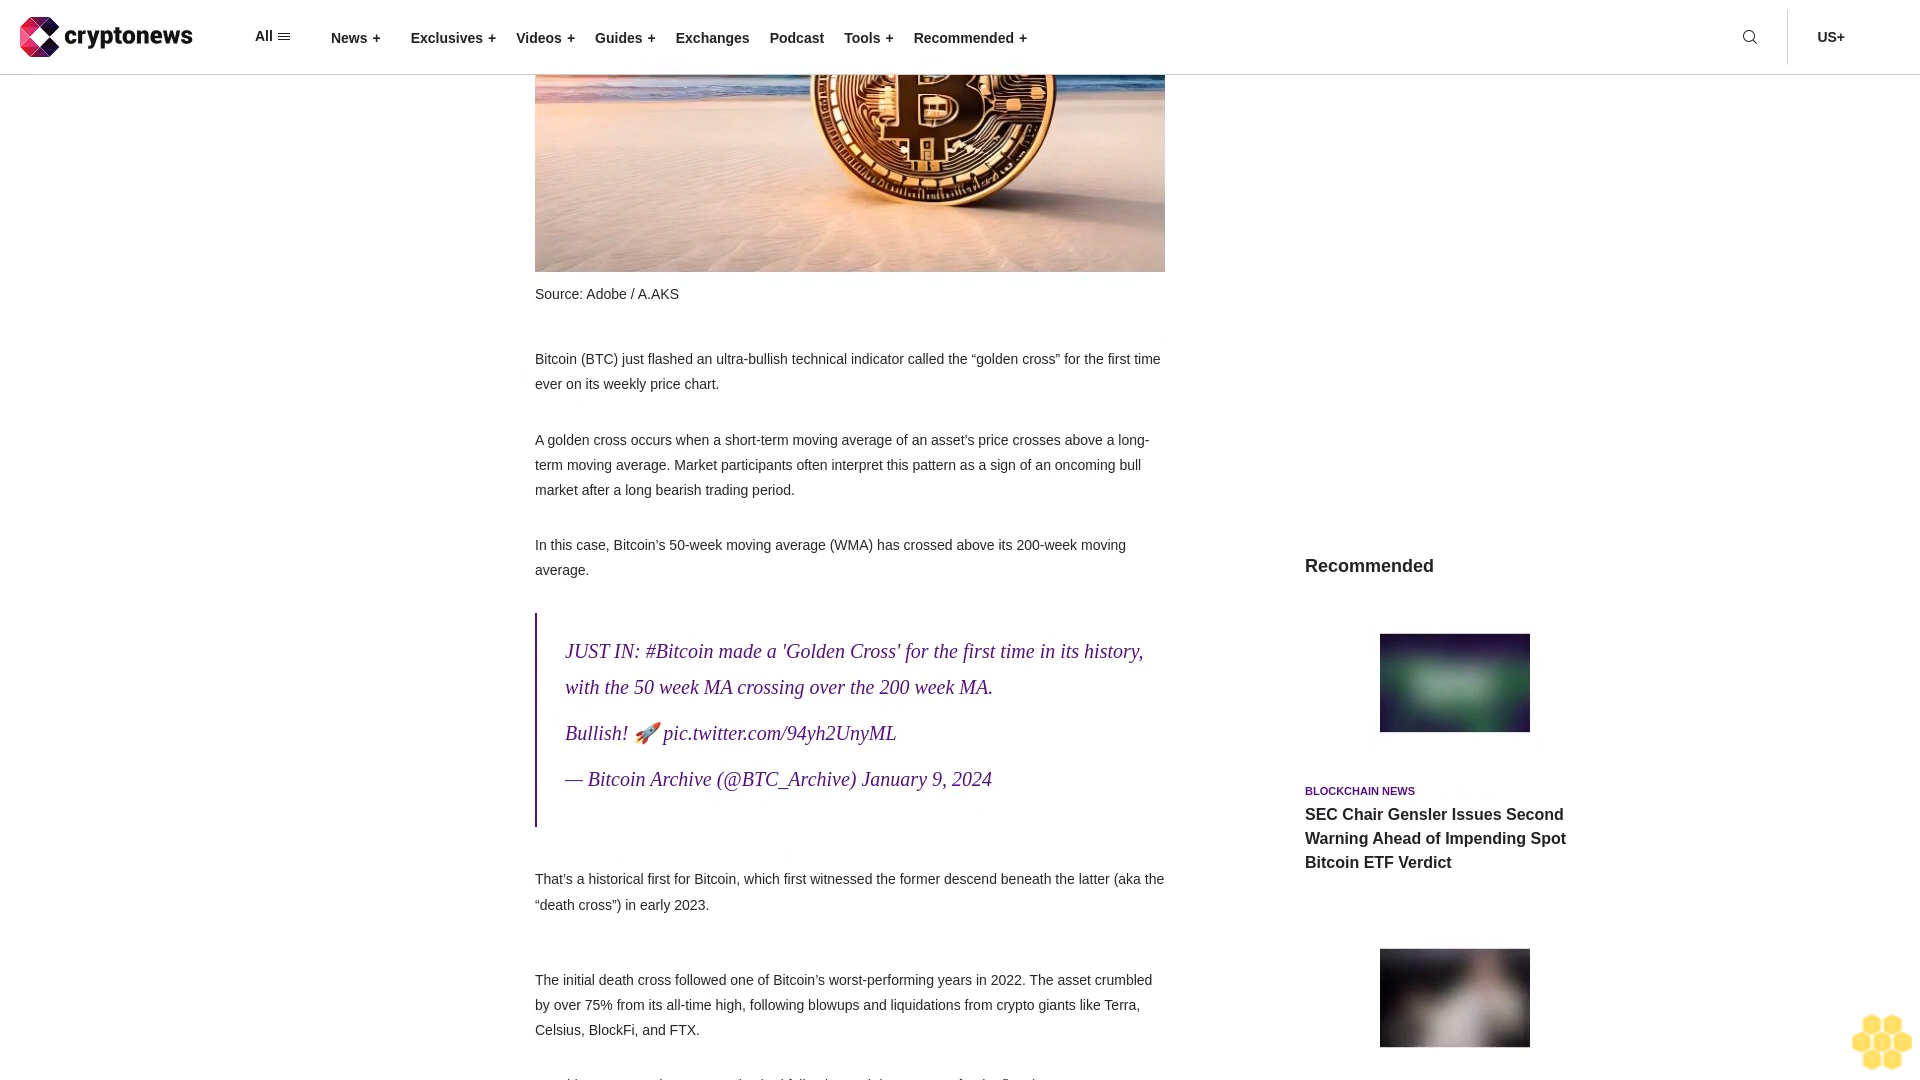 cryptonews
All
News +
Exclusives +
Videos +
Guides +
Exchanges
Podcast
Tools +
Recommended +
US+
Source: Adobe / A.AKS
Bitcoin (BTC) just flashed an ultra-bullish technical indicator called the “golden cross” for the first time
ever on its weekly price chart.
A golden cross occurs when a short-term moving average of an asset’s price crosses above a long-
term moving average. Market participants often interpret this pattern as a sign of an oncoming bull
market after a long bearish trading period.
In this case, Bitcoin’s 50-week moving average (WMA) has crossed above its 200-week moving
average.
JUST IN: #Bitcoin made a 'Golden Cross' for the first time in its history,
with the 50 week MA crossing over the 200 week MA.
Bullish! 🚀 pic.twitter.com/94yh2UnyML
— Bitcoin Archive (@BTC_Archive) January 9, 2024
That’s a historical first for Bitcoin, which first witnessed the former descend beneath the latter (aka the
“death cross”) in early 2023.
The initial death cross followed one of Bitcoin’s worst-performing years in 2022. The asset crumbled
by over 75% from its all-time high, following blowups and liquidations from crypto giants like Terra,
Celsius, BlockFi, and FTX.
Recommended
BLOCKCHAIN NEWS
SEC Chair Gensler Issues Second
Warning Ahead of Impending Spot
Bitcoin ETF Verdict